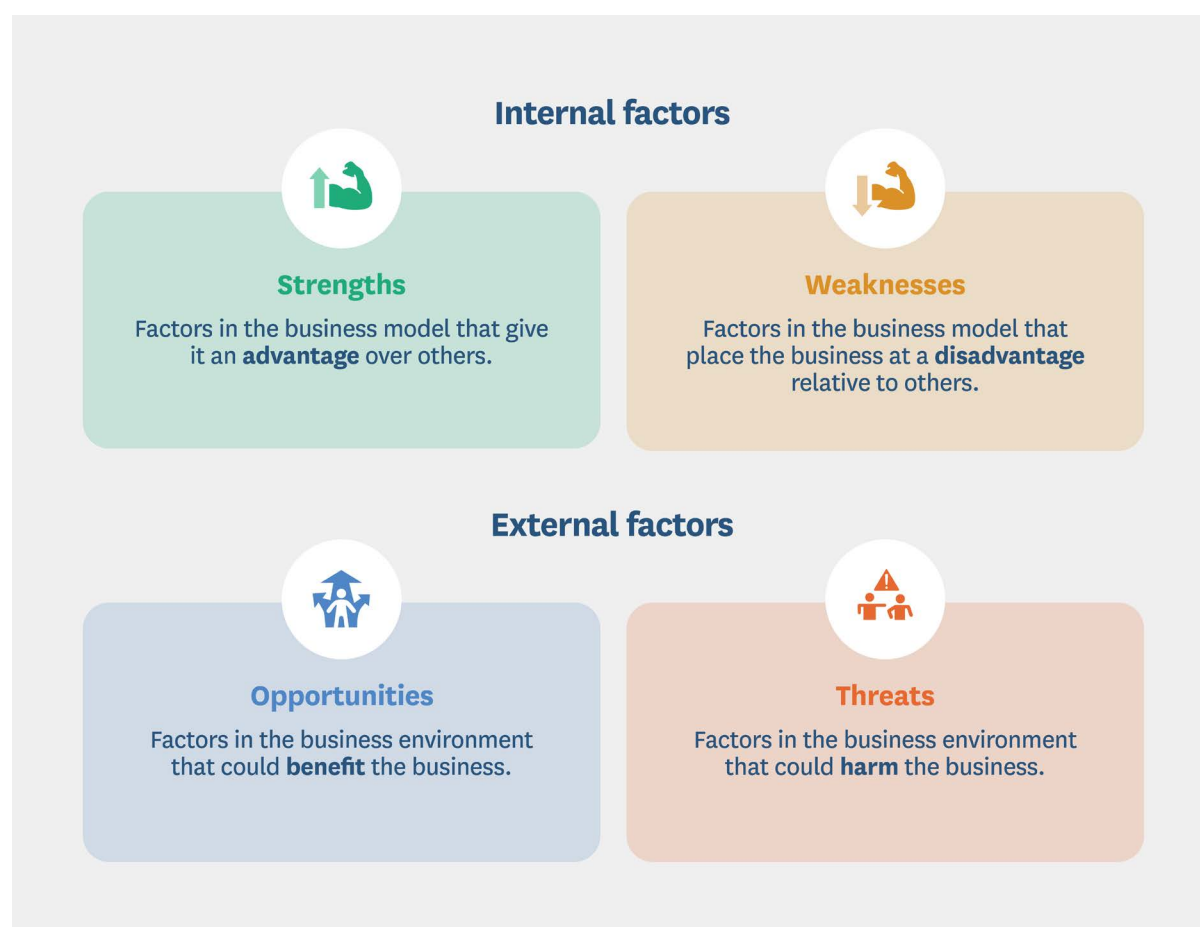 Internal factors
Strengths
Factors in the business model that give
it an advantage over others.
Weaknesses
Factors in the business model that
place the business at a disadvantage
relative to others.
External factors
Opportunities
Factors in the business environment
that could benefit the business.
Threats
Factors in the business environment
that could harm the business.